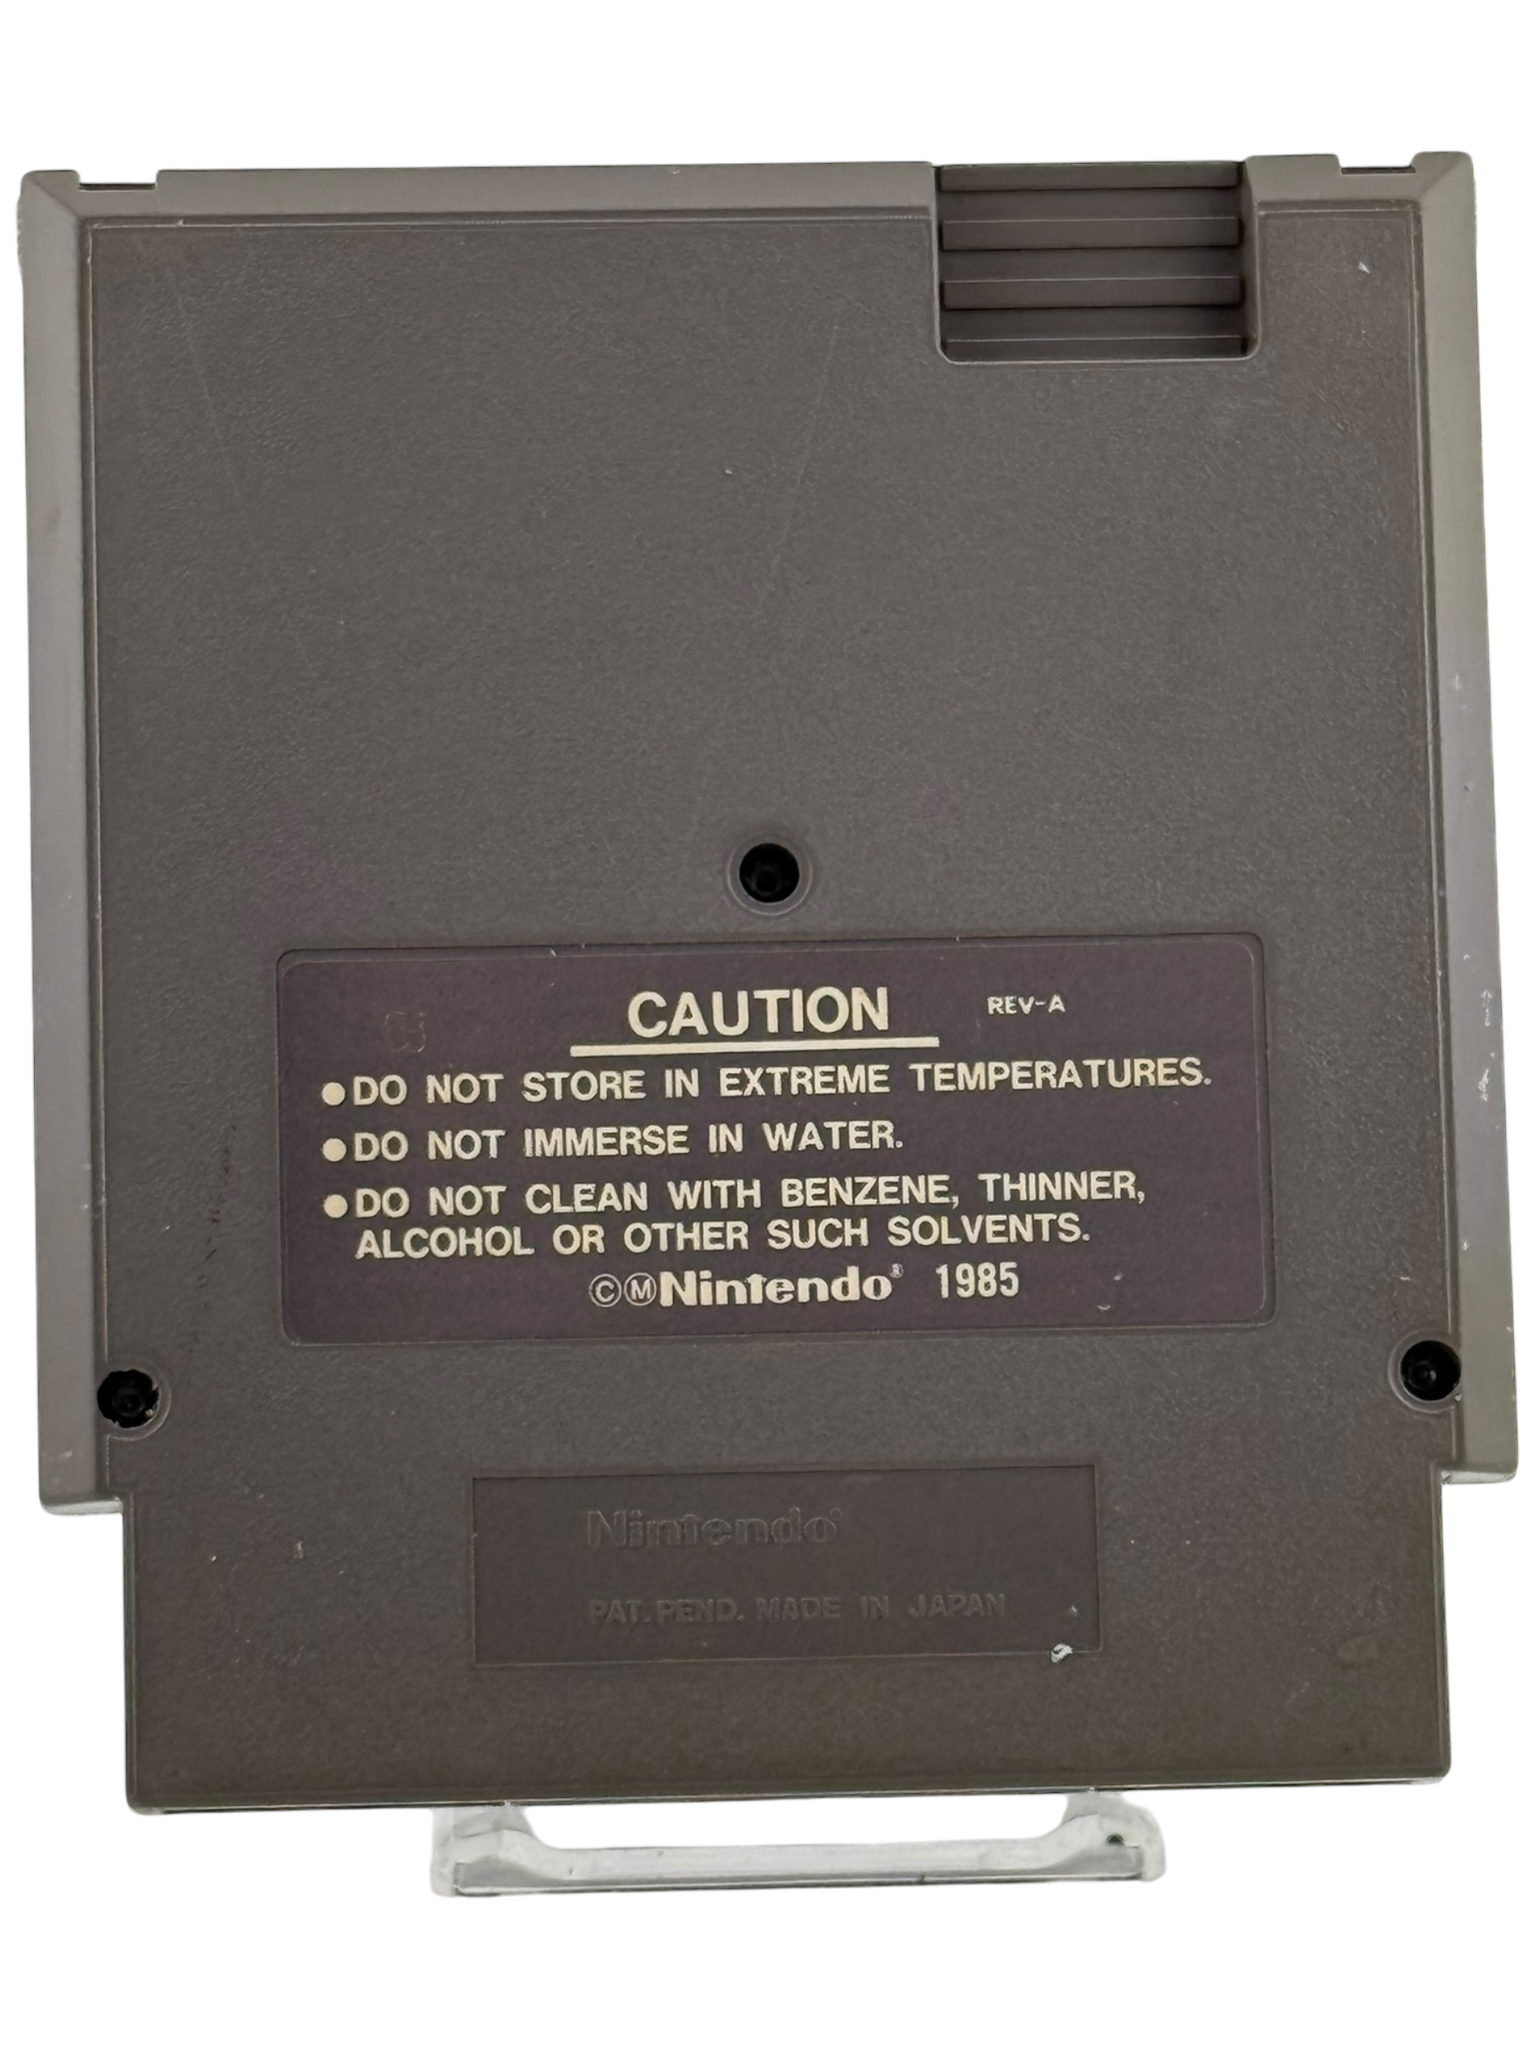 CAUTION REV-A
●DO NOT STORE IN EXTREME TEMPERATURES.
●DO NOT IMMERSE IN WATER.
●DO NOT CLEAN WITH BENZENE, THINNER,
ALCOHOL OR OTHER SUCH SOLVENTS.
©ⓂNintendo® 1985
Nintendo®
PAT. PEND. MADE IN JAPAN